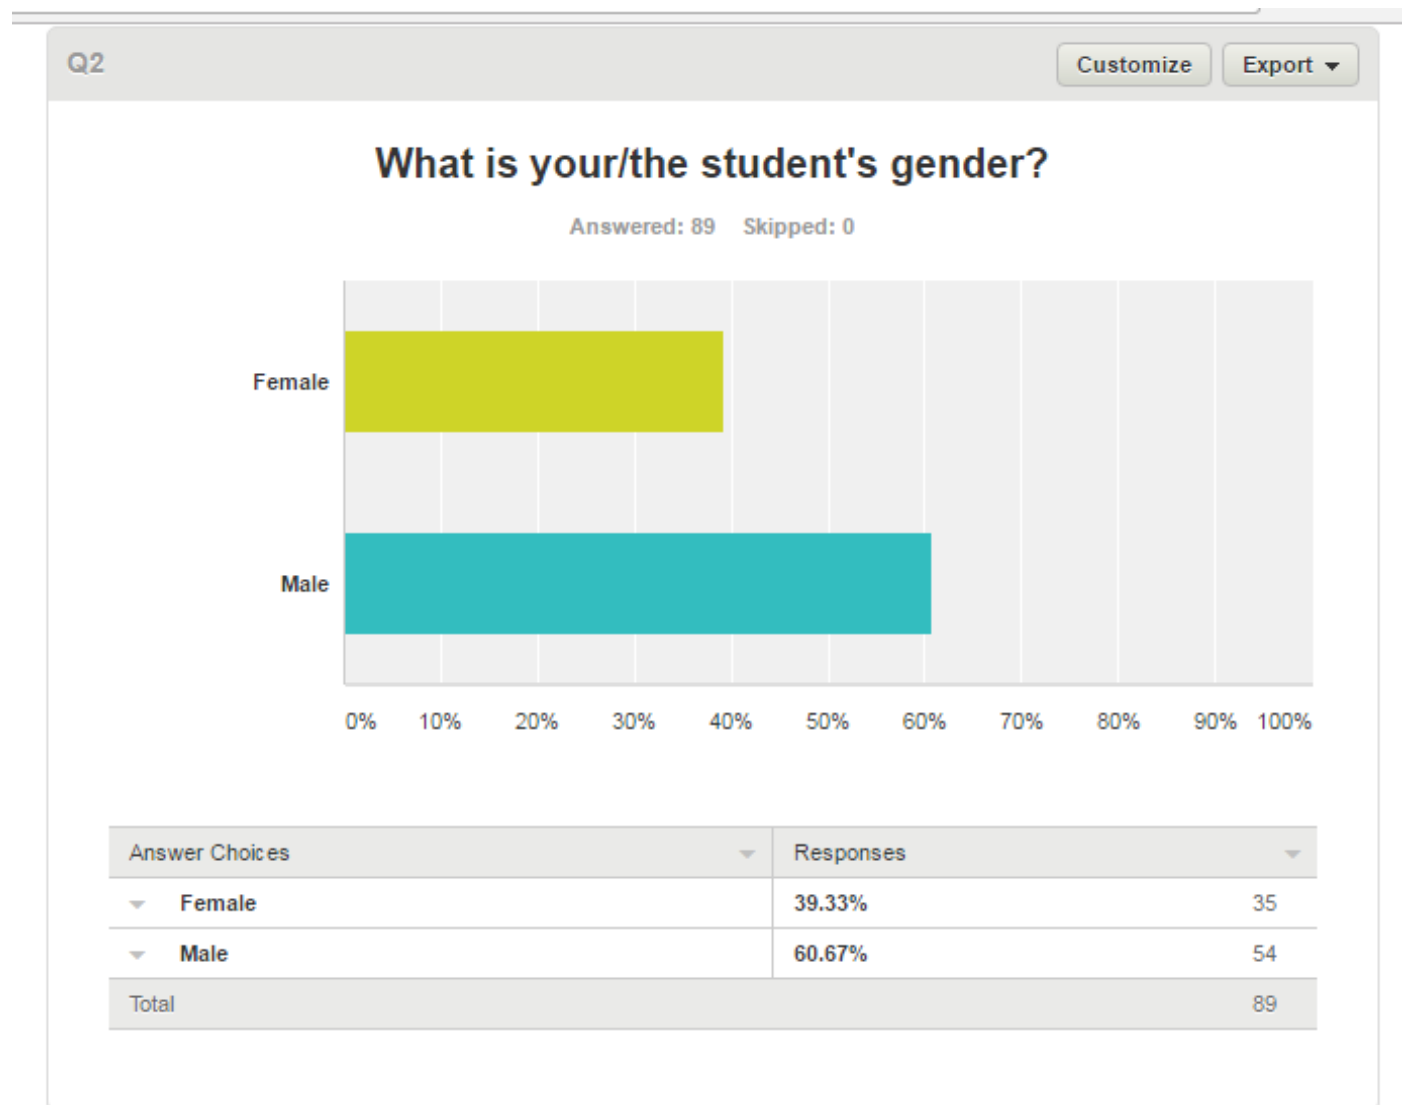 Q2 Customize Export
What is your/the student's gender?
Answered: 89 Skipped: 0
Female
Male
0% 10% 20% 30% 40% 50% 60% 70% 80% 90% 100%
Answer Choices Responses
Female 39.33% 35
Male 60.67% 54
Total 89